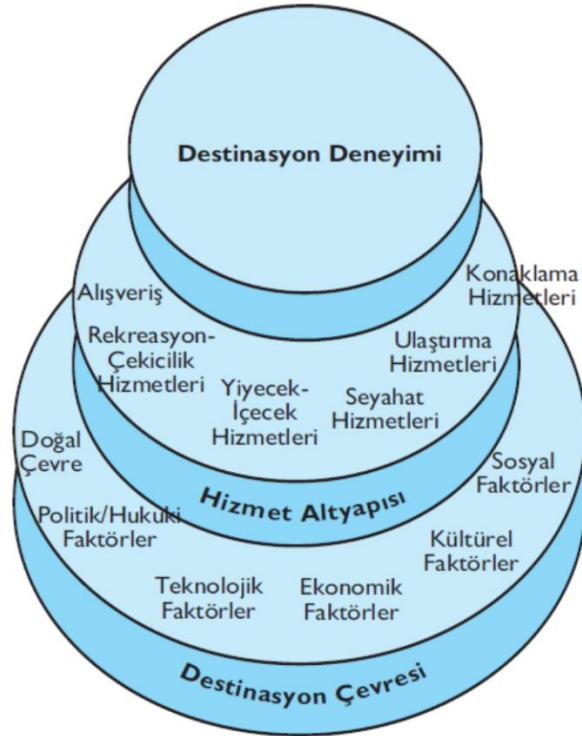 Destinasyon Deneyimi
Alışveriş
Rekreasyon-
Çekicilik
Hizmetleri
Yiyecek-
İçecek
Hizmetleri
Seyahat
Hizmetleri
Ulaştırma
Hizmetleri
Konaklama
Hizmetleri
Hizmet Altyapısı
Doğal
Çevre
Politik/Hukuki
Faktörler
Teknolojik
Faktörler
Ekonomik
Faktörler
Kültürel
Faktörler
Sosyal
Faktörler
Destinasyon Çevresi